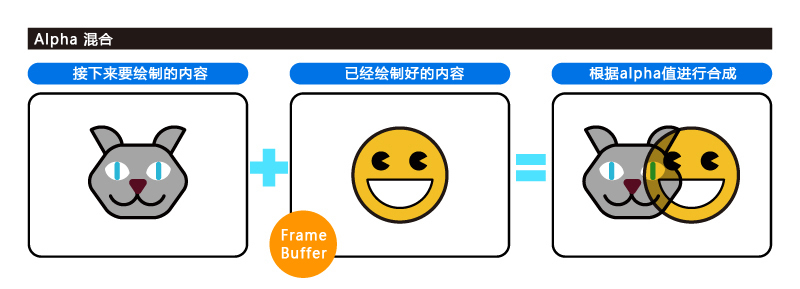 Alpha 混合
接下来要绘制的内容
已经绘制好的内容
根据alpha值进行合成
Frame
Buffer